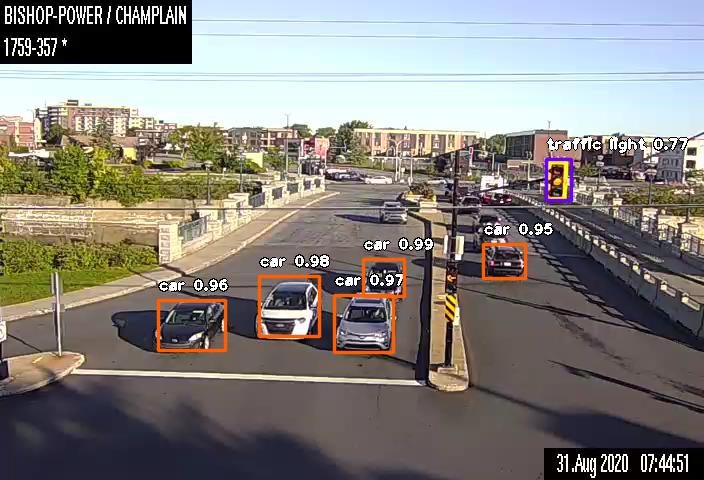 BISHOP-POWER / CHAMPLAIN
1759-357 *
traffic light 0.77
car 0.95
car 0.99
car 0.98
car 0.97
car 0.96
31.Aug 2020 07:44:51